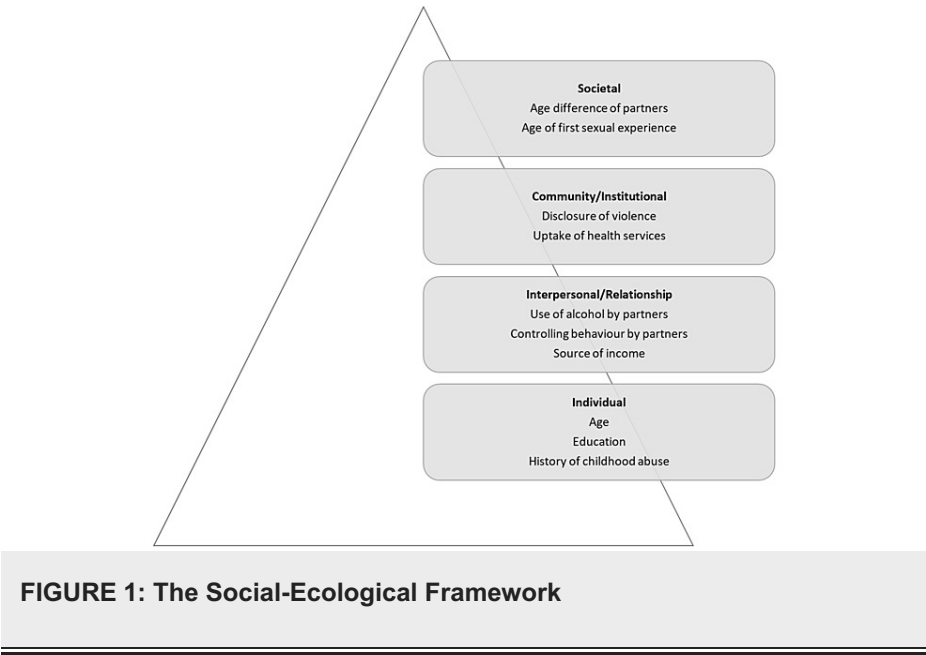 Societal
Age difference of partners
Age of first sexual experience
Community/Institutional
Disclosure of violence
Uptake of health services
Interpersonal/Relationship
Use of alcohol by partners
Controlling behaviour by partners
Source of income
Individual
Age
Education
History of childhood abuse
FIGURE 1: The Social-Ecological Framework